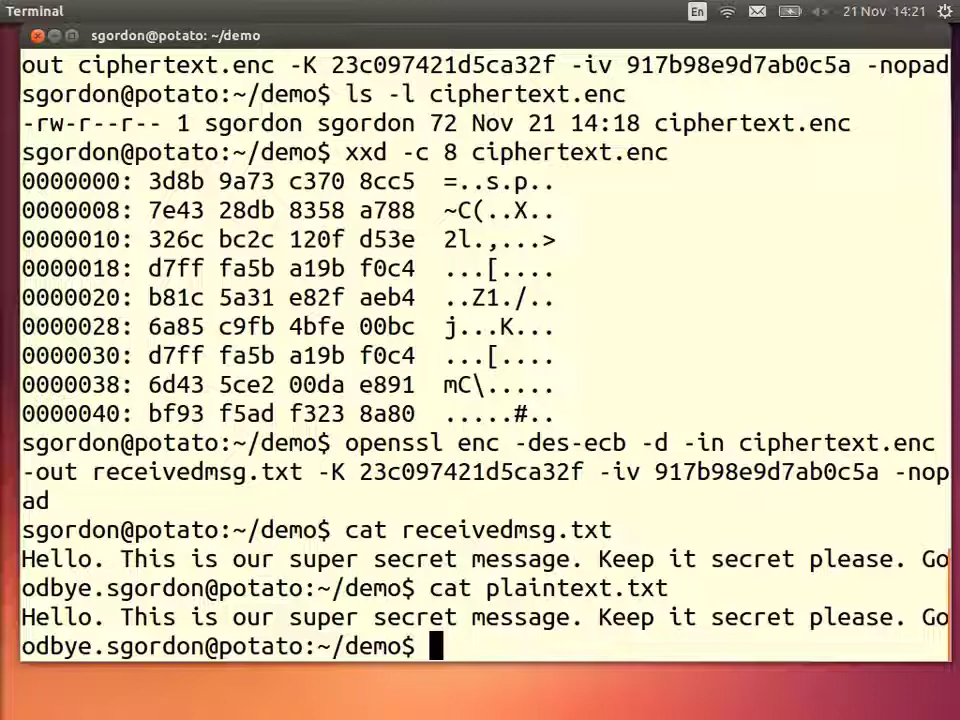 Terminal
En
21 Nov 14:21
sgordon@potato: ~/demo
out ciphertext.enc -K 23c097421d5ca32f -iv 917b98e9d7ab0c5a -nopad
sgordon@potato:~/demo$ ls -l ciphertext.enc
-rw-r--r-- 1 sgordon sgordon 72 Nov 21 14:18 ciphertext.enc
sgordon@potato:~/demo$ xxd -c 8 ciphertext.enc
0000000: 3d8b 9a73 c370 8cc5  =..s.p..
0000008: 7e43 28db 8358 a788  ~C(..X..
0000010: 326c bc2c 120f d53e  2l.,...>
0000018: d7ff fa5b a19b f0c4  ...[....
0000020: b81c 5a31 e82f aeb4  ..Z1./..
0000028: 6a85 c9fb 4bfe 00bc  j...K...
0000030: d7ff fa5b a19b f0c4  ...[....
0000038: 6d43 5ce2 00da e891  mC\.....
0000040: bf93 f5ad f323 8a80  .....#..
sgordon@potato:~/demo$ openssl enc -des-ecb -d -in ciphertext.enc
-out receivedmsg.txt -K 23c097421d5ca32f -iv 917b98e9d7ab0c5a -nop
ad
sgordon@potato:~/demo$ cat receivedmsg.txt
Hello. This is our super secret message. Keep it secret please. Go
odbye.sgordon@potato:~/demo$ cat plaintext.txt
Hello. This is our super secret message. Keep it secret please. Go
odbye.sgordon@potato:~/demo$